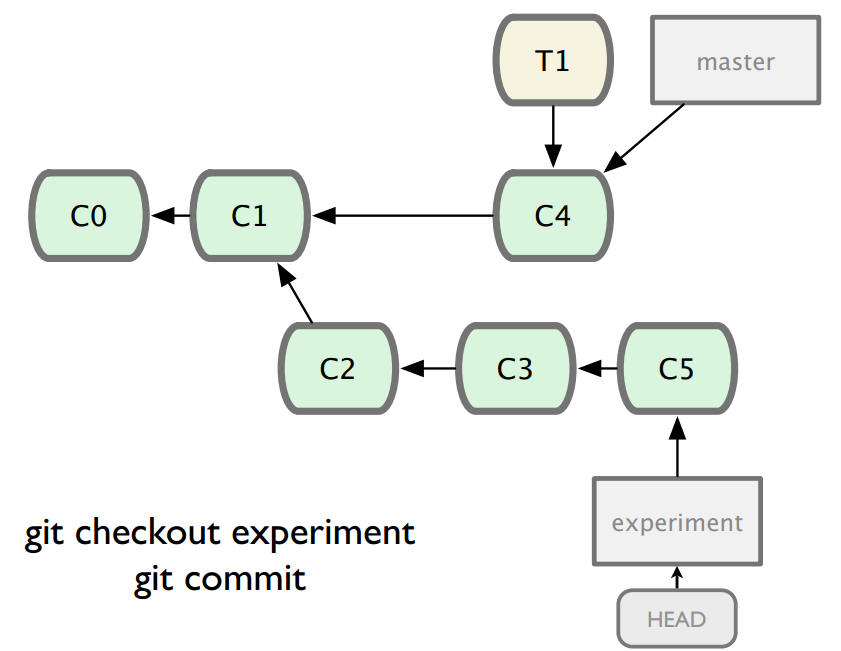 T1
master
C0
C1
C4
C2
C3
C5
git checkout experiment
git commit
experiment
HEAD